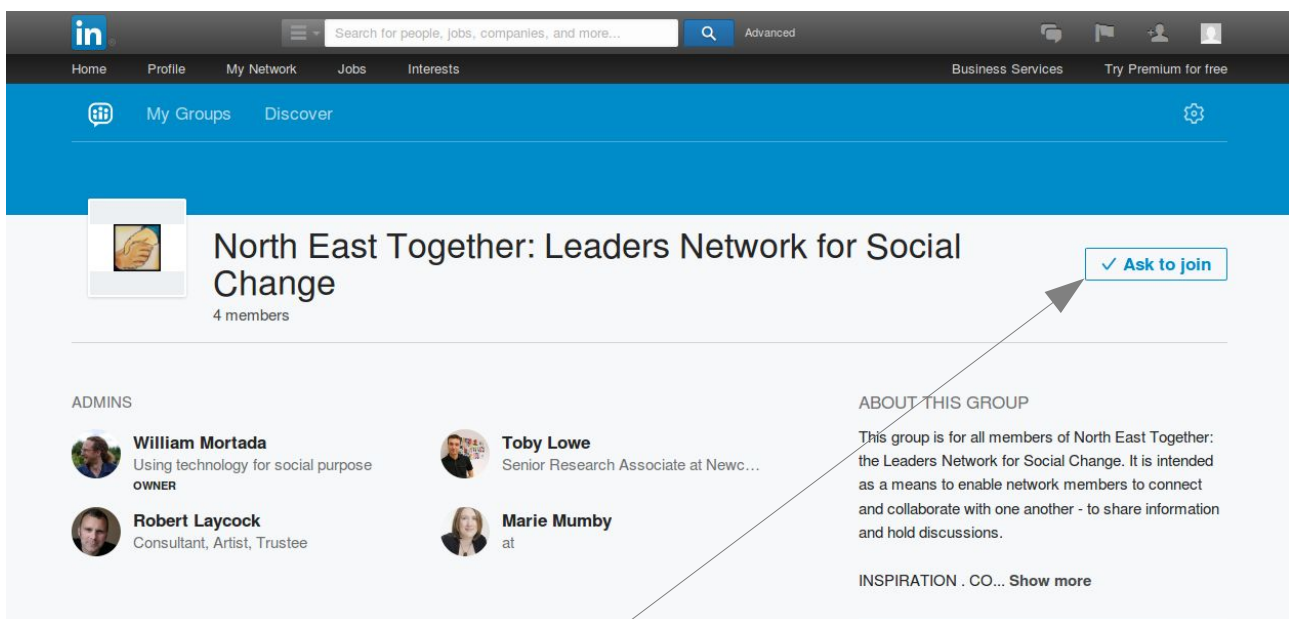 in
Search for people, jobs, companies, and more...
Advanced
Home Profile My Network Jobs Interests Business Services Try Premium for free
My Groups Discover
North East Together: Leaders Network for Social
Change
4 members
✓ Ask to join
ADMINS
William Mortada
Using technology for social purpose
OWNER
Toby Lowe
Senior Research Associate at Newc...
Robert Laycock
Consultant, Artist, Trustee
Marie Mumby
at
ABOUT THIS GROUP
This group is for all members of North East Together:
the Leaders Network for Social Change. It is intended
as a means to enable network members to connect
and collaborate with one another - to share information
and hold discussions.
INSPIRATION . CO... Show more